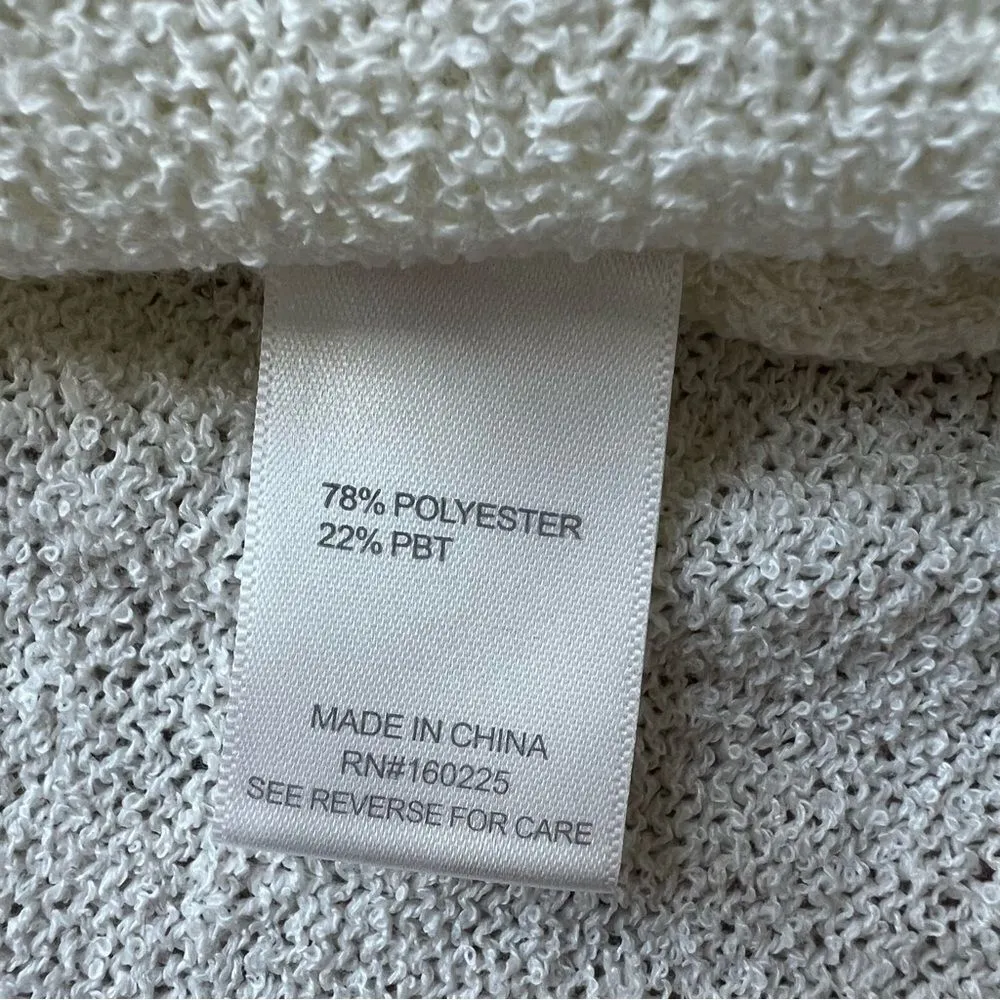 78% POLYESTER
22% PBT
MADE IN CHINA
RN#160225
SEE REVERSE FOR CARE